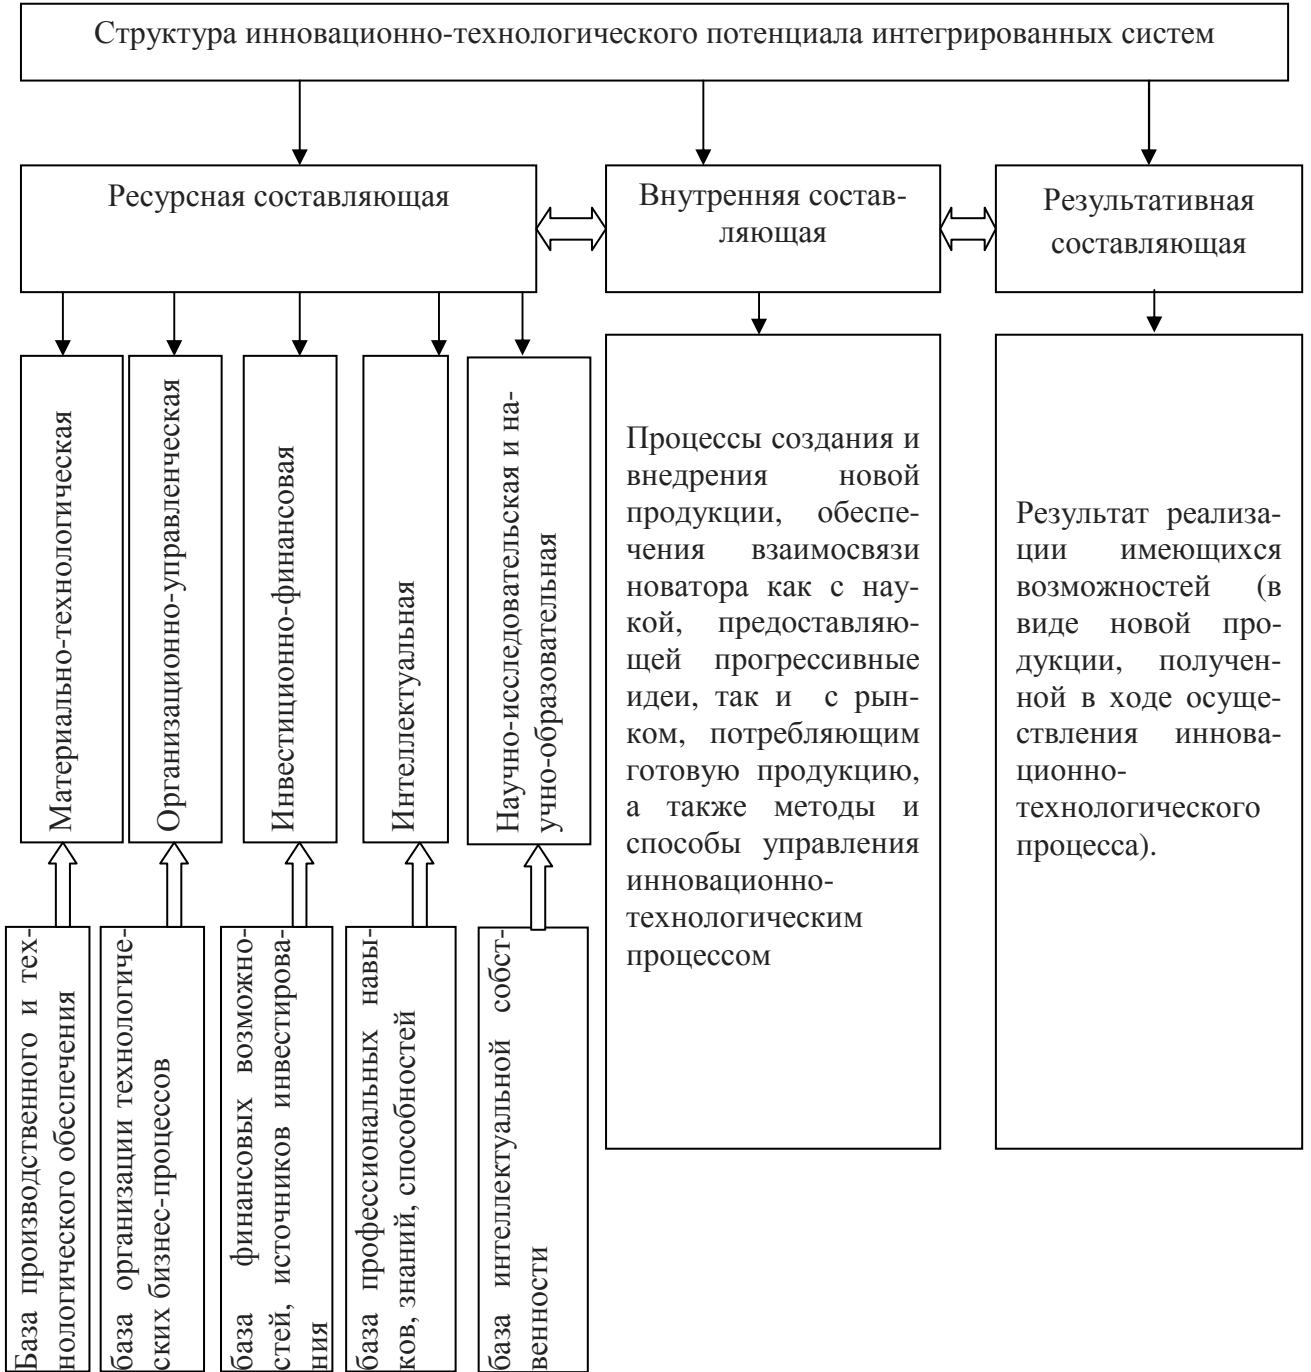 Структура инновационно-технологического потенциала интегрированных систем
Ресурсная составляющая
Внутренняя состав-
ляющая
Результативная
составляющая
Материально-технологическая
Организационно-управленческая
Инвестиционно-финансовая
Интеллектуальная
Научно-исследовательская и на-
учно-образовательная
Процессы создания и
внедрения новой
продукции, обеспе-
чения взаимосвязи
новатора как с нау-
кой, предоставляю-
щей прогрессивные
идеи, так и с рын-
ком, потребляющим
готовую продукцию,
а также методы и
способы управления
инновационно-
технологическим
процессом
Результат реализа-
ции имеющихся
возможностей (в
виде новой про-
дукции, получен-
ной в ходе осуще-
ствления иннова-
ционно-
технологического
процесса).
База производственного и тех-
нологического обеспечения
база организации технологиче-
ских бизнес-процессов
база финансовых возможно-
стей, источников инвестирова-
ния
база профессиональных навы-
ков, знаний, способностей
база интеллектуальной собст-
венности